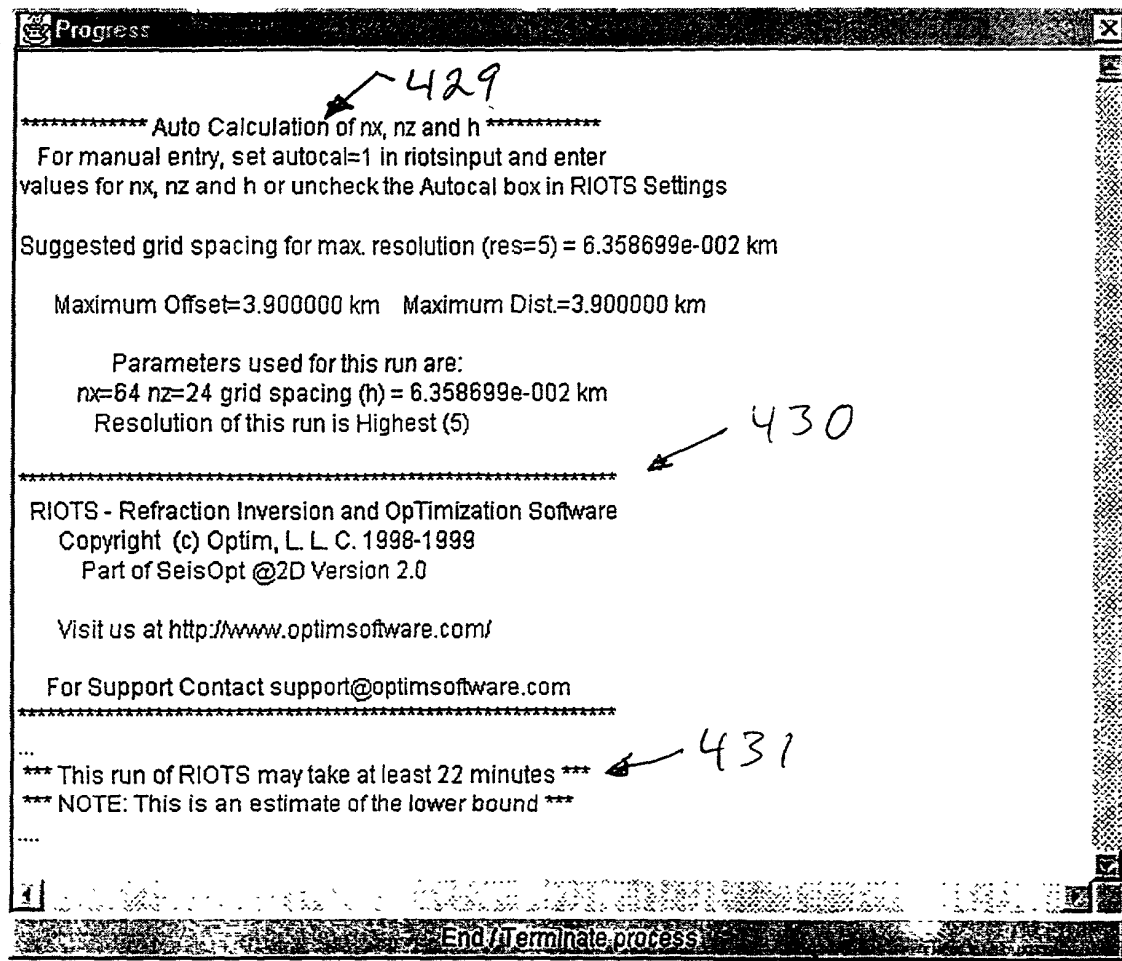 Progress
429
************* Auto Calculation of nx, nz and h ************
For manual entry, set autocal=1 in riotsinput and enter
values for nx, nz and h or uncheck the Autocal box in RIOTS Settings
Suggested grid spacing for max. resolution (res=5) = 6.358699e-002 km
Maximum Offset=3.900000 km Maximum Dist.=3.900000 km
Parameters used for this run are:
nx=64 nz=24 grid spacing (h) = 6.358699e-002 km
Resolution of this run is Highest (5)
430
*************************************************************
RIOTS - Refraction Inversion and OpTimization Software
Copyright (c) Optim, L. L. C. 1998-1999
Part of SeisOpt @2D Version 2.0
Visit us at http://www.optimsoftware.com/
For Support Contact support@optimsoftware.com
*************************************************************
...
431
*** This run of RIOTS may take at least 22 minutes ***
*** NOTE: This is an estimate of the lower bound ***
....
End / Terminate process